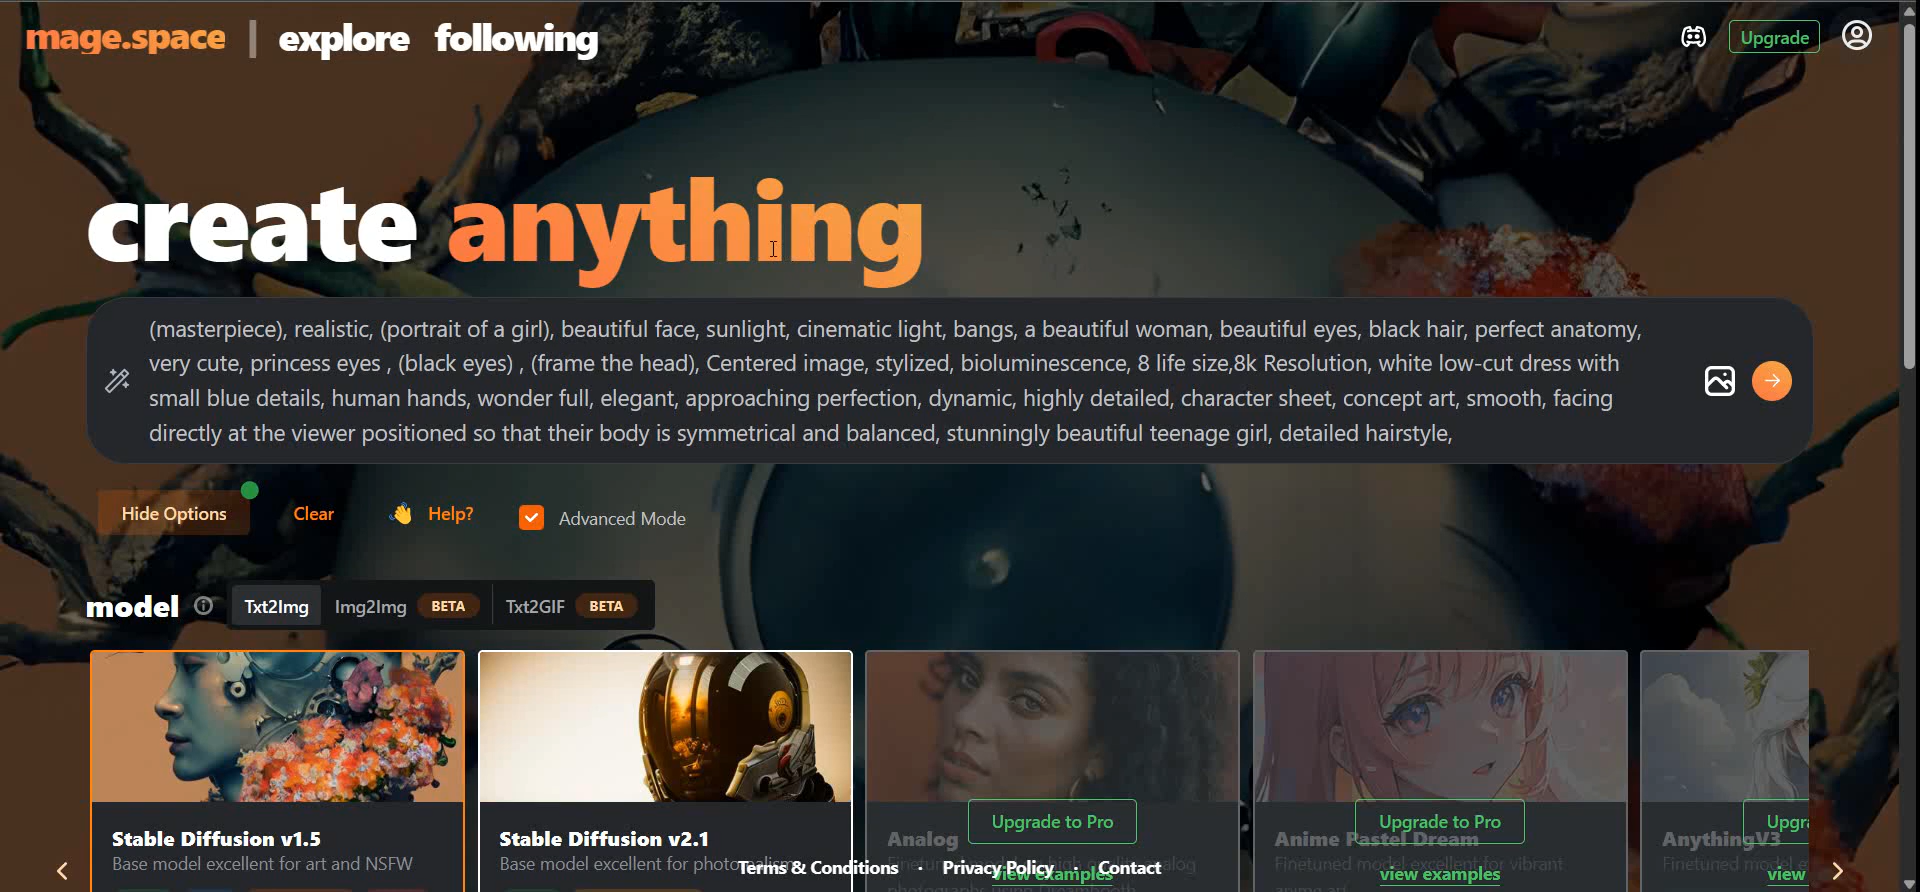 mage.space | explore following
Upgrade
create anything
(masterpiece), realistic, (portrait of a girl), beautiful face, sunlight, cinematic light, bangs, a beautiful woman, beautiful eyes, black hair, perfect anatomy,
very cute, princess eyes , (black eyes) , (frame the head), Centered image, stylized, bioluminescence, 8 life size,8k Resolution, white low-cut dress with
small blue details, human hands, wonder full, elegant, approaching perfection, dynamic, highly detailed, character sheet, concept art, smooth, facing
directly at the viewer positioned so that their body is symmetrical and balanced, stunningly beautiful teenage girl, detailed hairstyle,
Hide Options Clear Help? Advanced Mode
model Txt2Img Img2Img BETA Txt2GIF BETA
Stable Diffusion v1.5
Base model excellent for art and NSFW
Stable Diffusion v2.1
Base model excellent for photorealism
Upgrade to Pro
Analog
view examples
Upgrade to Pro
Anime Pastel Dream
Finetuned model excellent for vibrant
view examples
Upgra
AnythingV3
Finetuned model e
view
Terms & Conditions · Privacy Policy · Contact